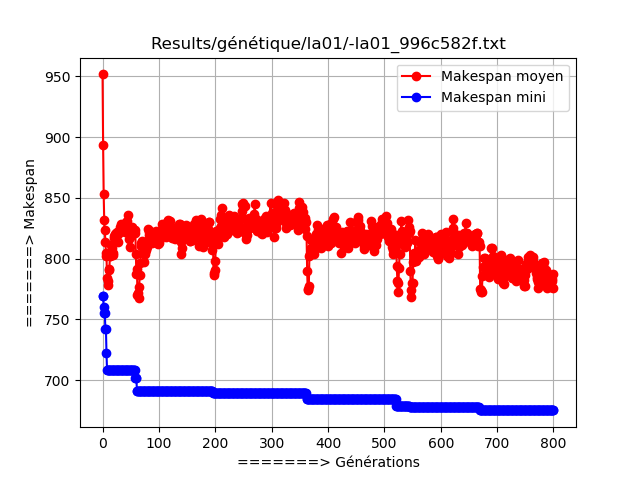 Results/génétique/la01/-la01_996c582f.txt
Makespan moyen
Makespan mini
=======> Makespan
950
900
850
800
750
700
0 100 200 300 400 500 600 700 800
=======> Générations